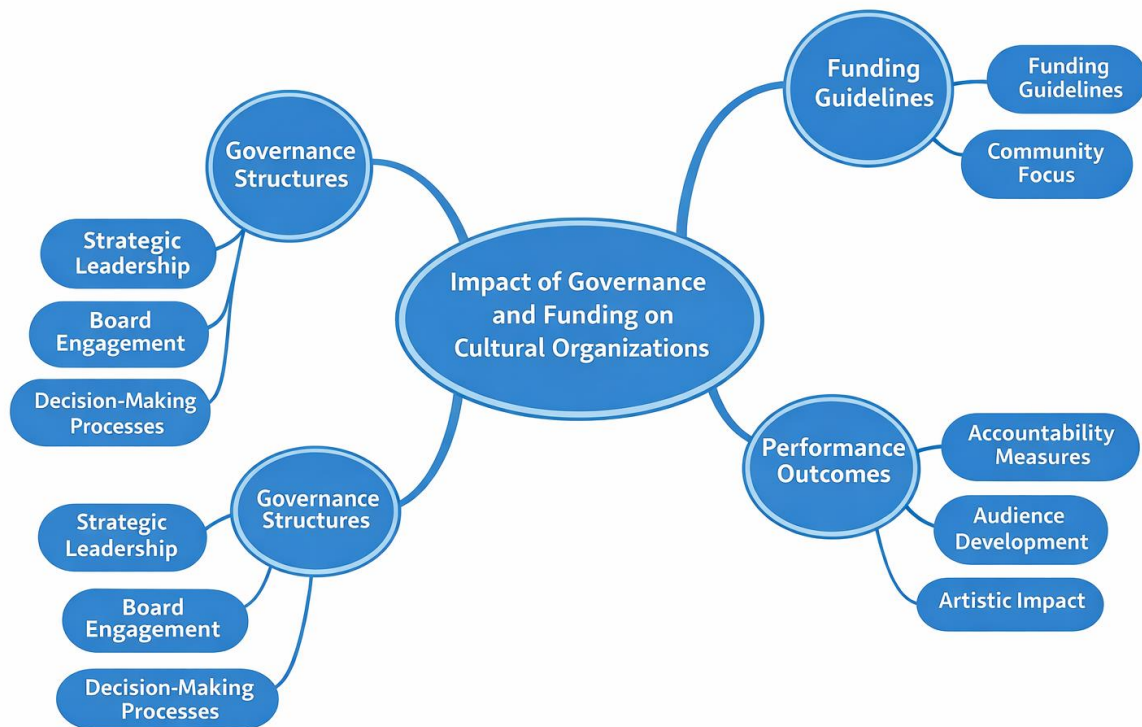 Impact of Governance
and Funding on
Cultural Organizations
Governance
Structures
Strategic
Leadership
Board
Engagement
Decision-Making
Processes
Governance
Structures
Strategic
Leadership
Board
Engagement
Decision-Making
Processes
Funding
Guidelines
Funding
Guidelines
Community
Focus
Performance
Outcomes
Accountability
Measures
Audience
Development
Artistic Impact